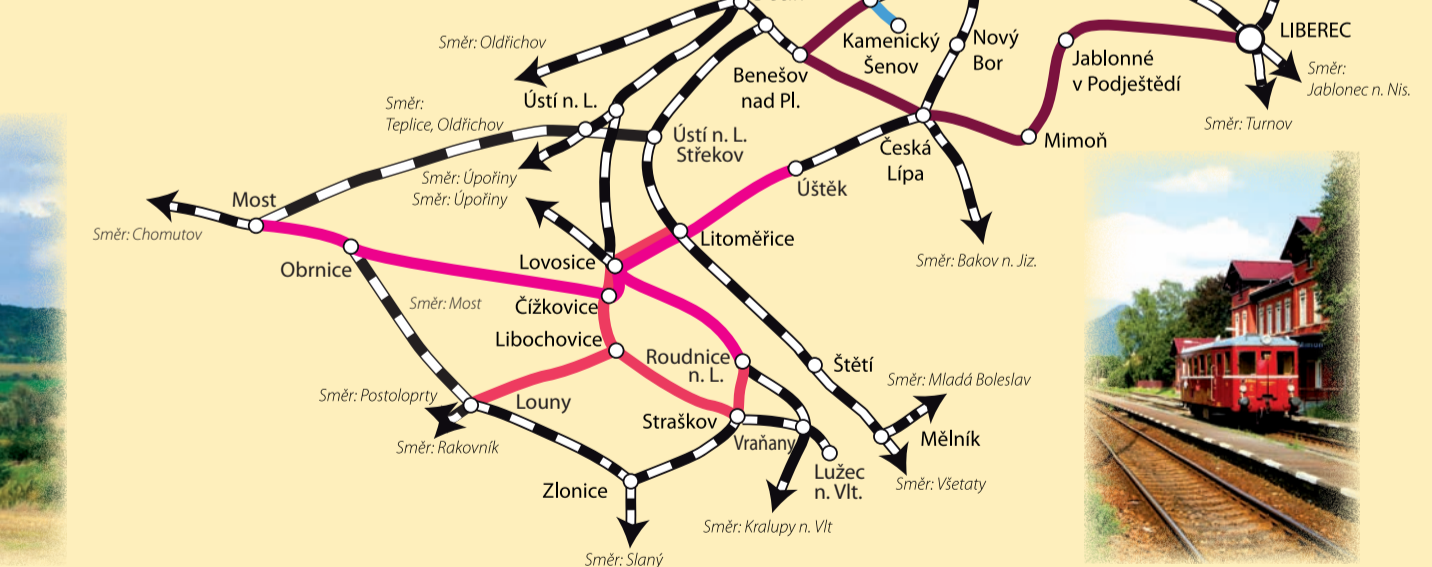 Směr: Oldřichov
Kamenický
Šenov
Nový
Bor
LIBEREC
Jablonné
v Podještědí
Směr:
Jablonec n. Nis.
Benešov
nad Pl.
Ústí n. L.
Směr:
Teplice, Oldřichov
Směr: Turnov
Ústí n. L.
Střekov
Česká
Lípa
Mimoň
Směr: Úpořiny
Směr: Úpořiny
Úštěk
Most
Směr: Chomutov
Litoměřice
Obrnice
Lovosice
Směr: Bakov n. Jiz.
Směr: Most
Čížkovice
Libochovice
Roudnice
n. L.
Štětí
Směr: Mladá Boleslav
Směr: Postoloprty
Louny
Straškov
Vraňany
Mělník
Směr: Rakovník
Lužec
n. Vlt.
Směr: Všetaty
Zlonice
Směr: Kralupy n. Vlt
Směr: Slaný